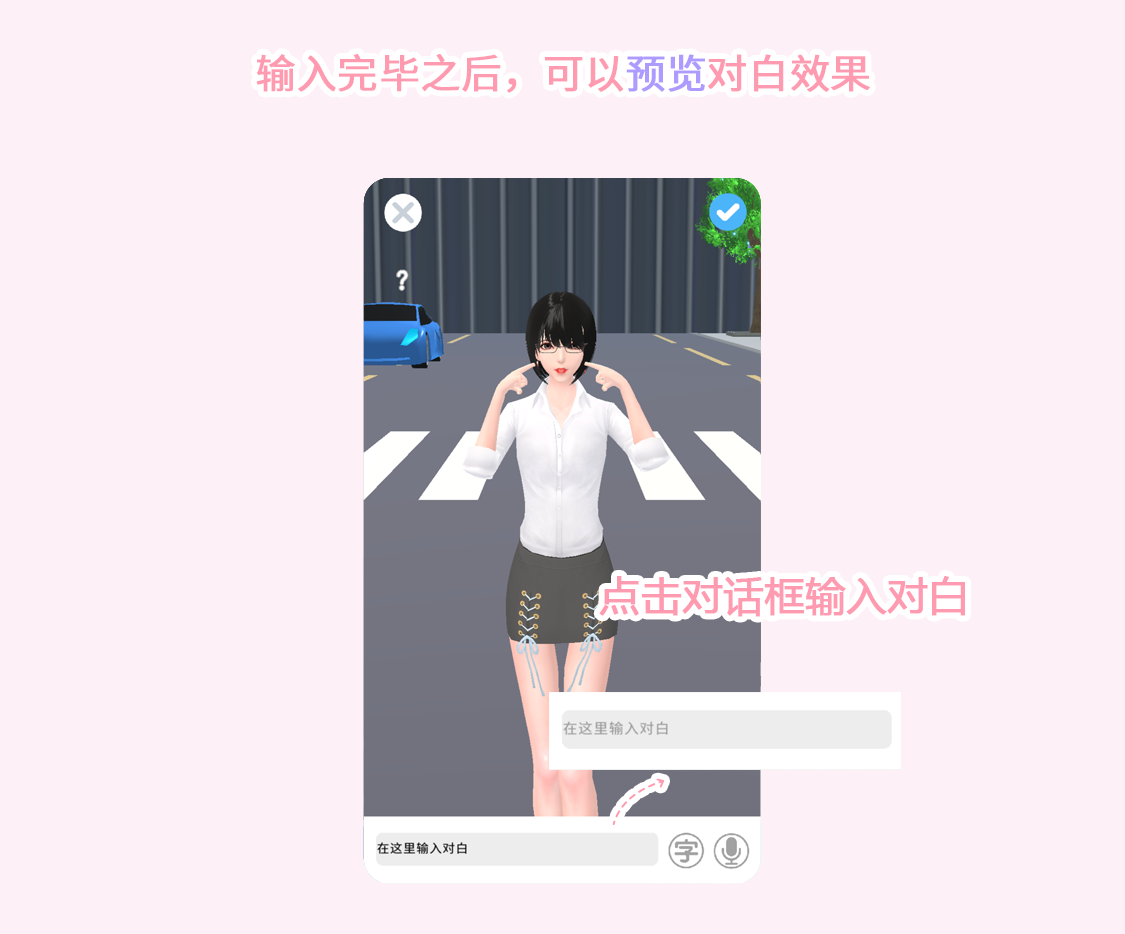 输入完毕之后，可以预览对白效果
?
点击对话框输入对白
在这里输入对白
在这里输入对白
字